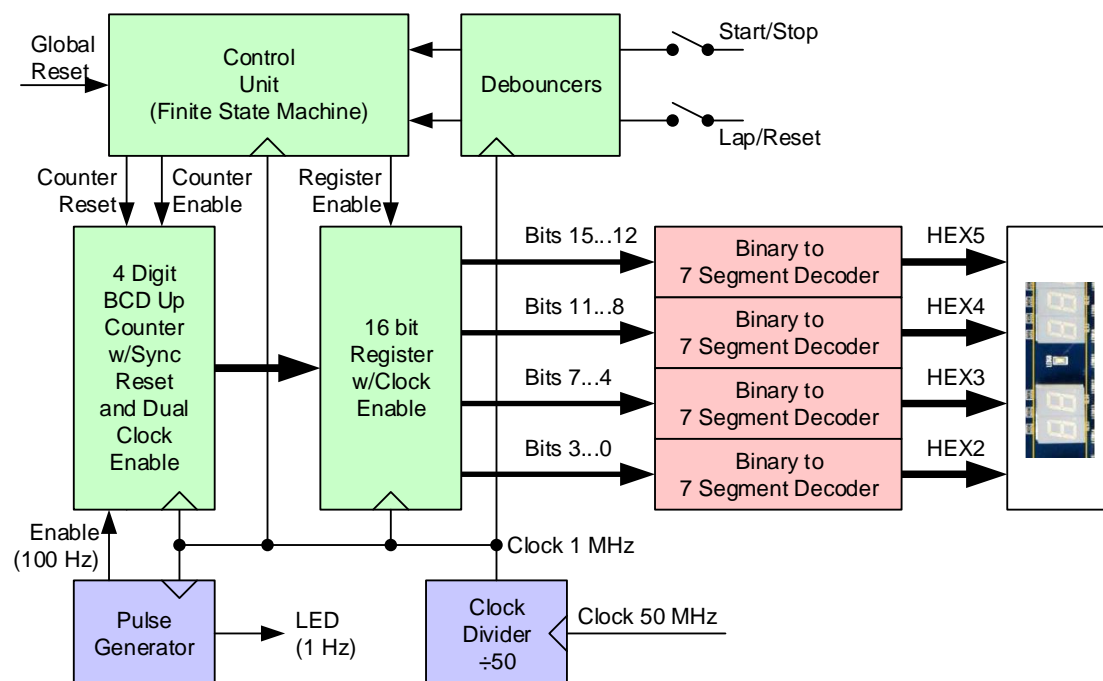 Global
Reset
Control
Unit
(Finite State Machine)
Debouncers
Start/Stop
Lap/Reset
Counter
Reset
Counter
Enable
Register
Enable
4 Digit
BCD Up
Counter
w/Sync
Reset
and Dual
Clock
Enable
16 bit
Register
w/Clock
Enable
Bits 15...12
Binary to
7 Segment Decoder
HEX5
Bits 11...8
Binary to
7 Segment Decoder
HEX4
Bits 7...4
Binary to
7 Segment Decoder
HEX3
Bits 3...0
Binary to
7 Segment Decoder
HEX2
Enable
(100 Hz)
Clock 1 MHz
Pulse
Generator
LED
(1 Hz)
Clock
Divider
÷50
Clock 50 MHz